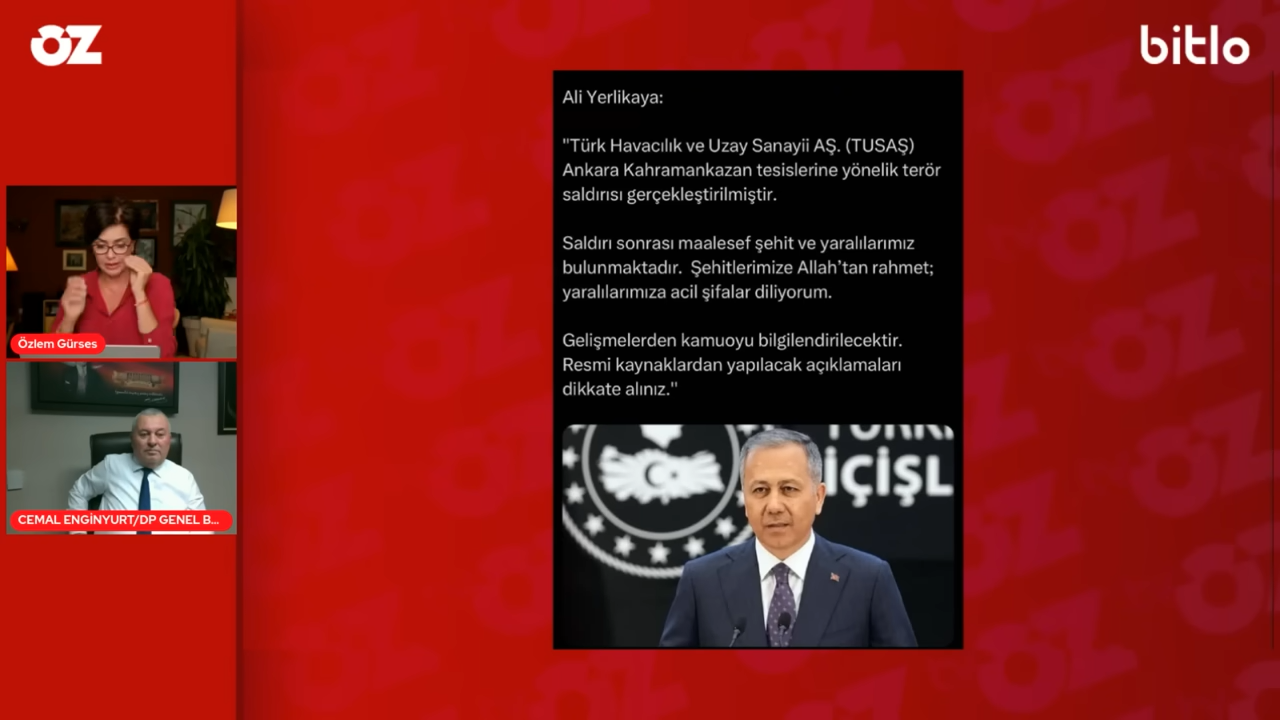 ÖZ
bitlo
Ali Yerlikaya:
"Türk Havacılık ve Uzay Sanayii AŞ. (TUSAŞ)
Ankara Kahramankazan tesislerine yönelik terör
saldırısı gerçekleştirilmiştir.
Saldırı sonrası maalesef şehit ve yaralılarımız
bulunmaktadır. Şehitlerimize Allah'tan rahmet;
yaralılarımıza acil şifalar diliyorum.
Gelişmelerden kamuoyu bilgilendirilecektir.
Resmi kaynaklardan yapılacak açıklamaları
dikkate alınız."
Özlem Gürses
CEMAL ENGİNYURT/DP GENEL B...
İÇİŞL